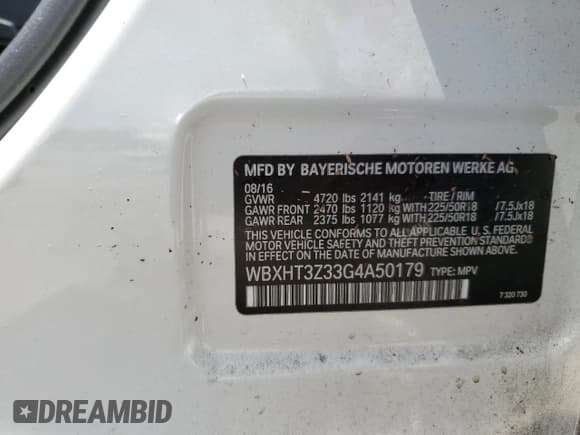 MFD BY BAYERISCHE MOTOREN WERKE AG
08/16
GVWR 4720 lbs 2141 kg TIRE / RIM
GAWR FRONT 2470 lbs 1120 kg WITH 225/50R18 /7.5Jx18
GAWR REAR 2375 lbs 1077 kg WITH 225/50R18 /7.5Jx18
THIS VEHICLE CONFORMS TO ALL APPLICABLE U. S. FEDERAL
MOTOR VEHICLE SAFETY, BUMPER, AND THEFT PREVENTION
STANDARDS IN EFFECT ON THE DATE OF MANUFACTURE
SHOWN ABOVE.
WBXHT3Z33G4A50179 TYPE: MPV
7 320 730
DREAMBID